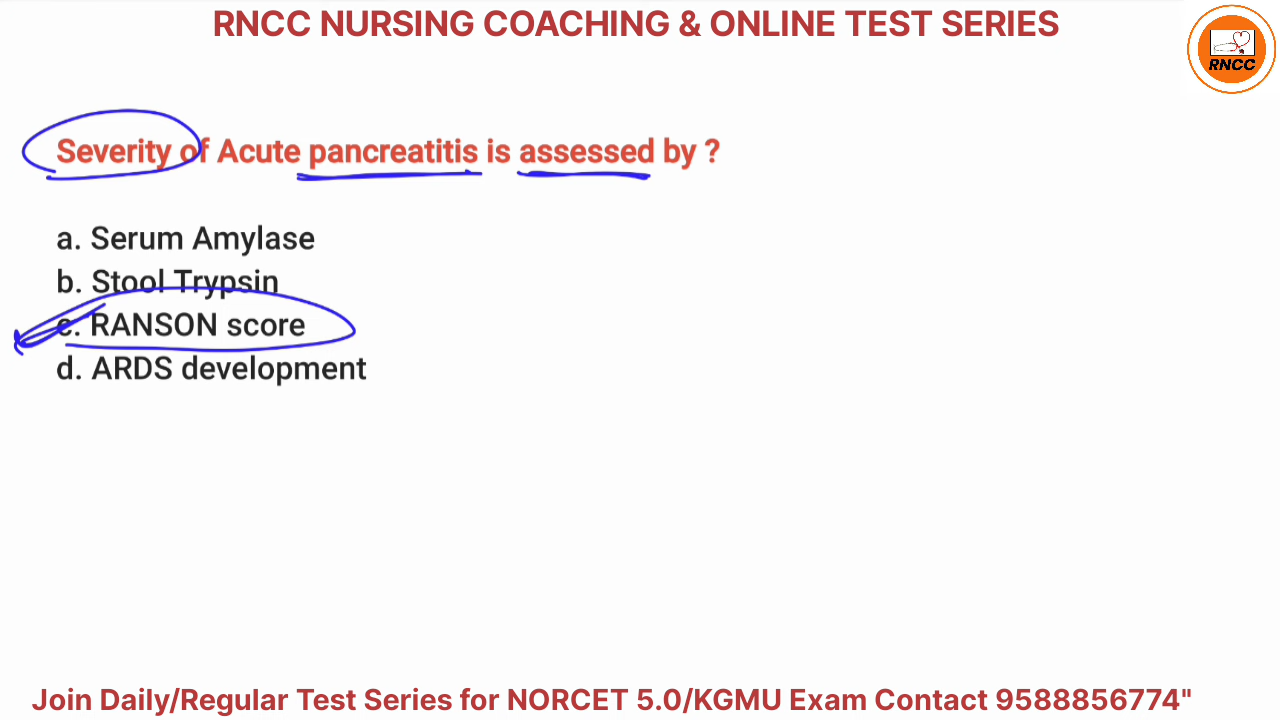 RNCC NURSING COACHING & ONLINE TEST SERIES
RNCC
Severity of Acute pancreatitis is assessed by ?
a. Serum Amylase
b. Stool Trypsin
c. RANSON score
d. ARDS development
Join Daily/Regular Test Series for NORCET 5.0/KGMU Exam Contact 9588856774"